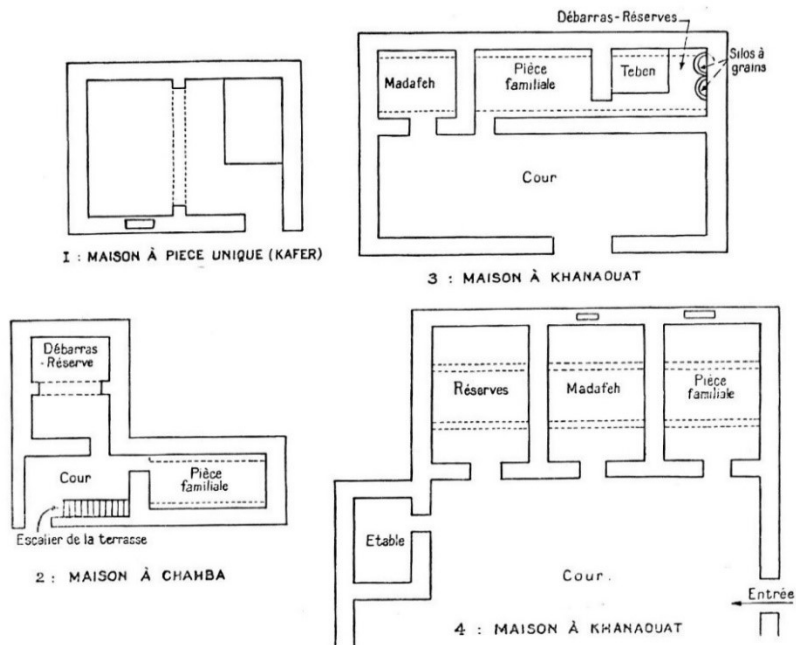 Débarras-Réserves
Silos à
grains
Madafeh
Pièce
familiale
Teben
Cour
1 : MAISON À PIECE UNIQUE (KAFER)
3 : MAISON À KHANAOUAT
Débarras
-Réserve
Cour
Pièce
familiale
Escalier de la terrasse
2 : MAISON À CHAHBA
Réserves
Madafeh
Pièce
familiale
Etable
Cour.
Entrée
4 : MAISON À KHANAOUAT